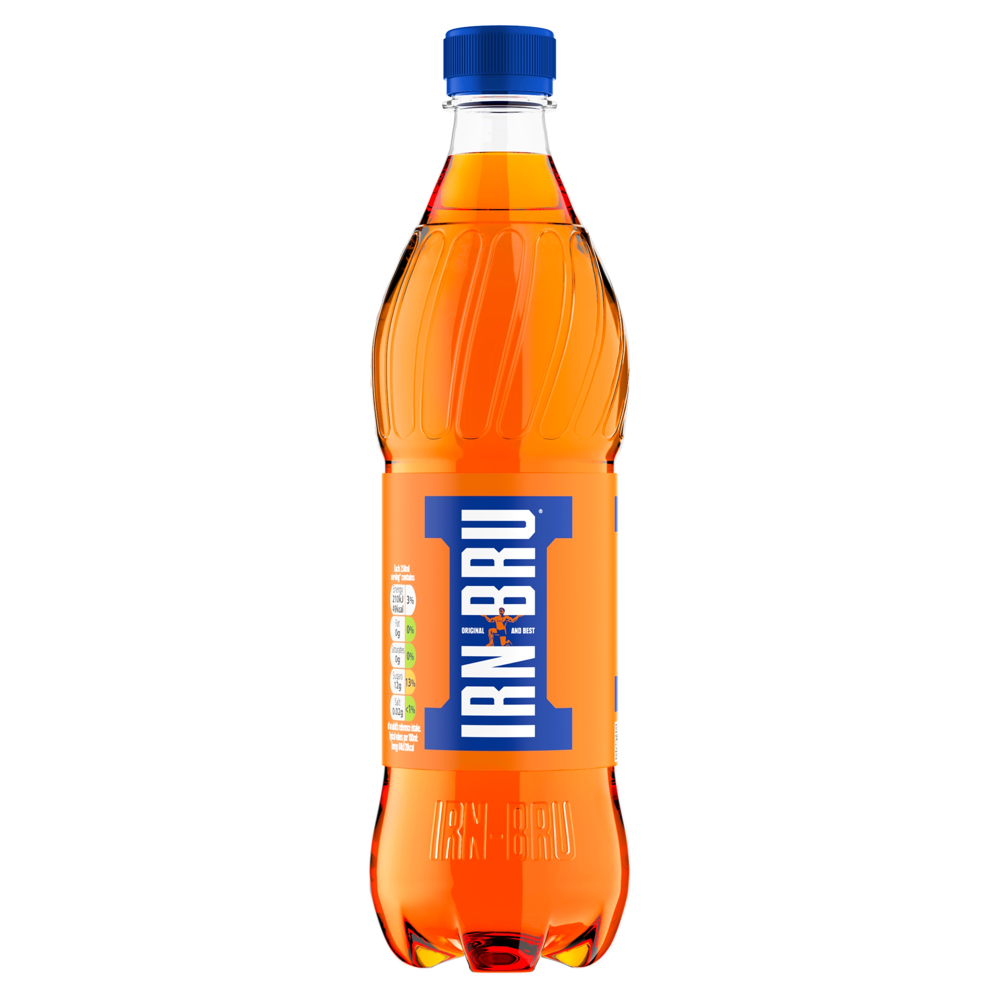 IRN BRU®
ORIGINAL AND BEST
Each 250ml
serving* contains
Energy
210kJ
49kcal
3%
Fat
0g
0%
Saturates
0g
0%
Sugars
12g
13%
Salt
0.02g
<1%
of an adult's reference intake.
Typical values per 100ml:
Energy 84kJ/20kcal
IRN-BRU